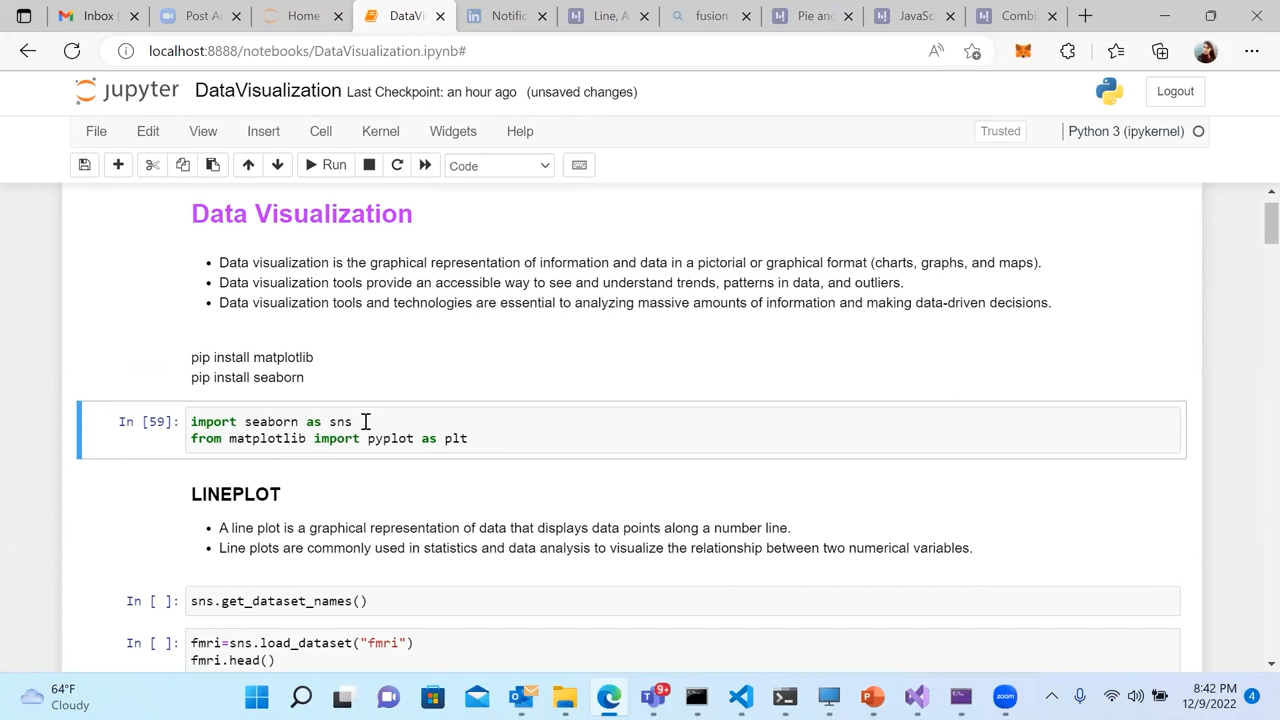 Inbox
Post A
Home
DataVi
Notific
Line, A
fusion
Pie and
JavaSc
Combi
localhost:8888/notebooks/DataVisualization.ipynb#
jupyter DataVisualization Last Checkpoint: an hour ago (unsaved changes) Logout
File Edit View Insert Cell Kernel Widgets Help Trusted Python 3 (ipykernel)
Run Code
Data Visualization
• Data visualization is the graphical representation of information and data in a pictorial or graphical format (charts, graphs, and maps).
• Data visualization tools provide an accessible way to see and understand trends, patterns in data, and outliers.
• Data visualization tools and technologies are essential to analyzing massive amounts of information and making data-driven decisions.
pip install matplotlib
pip install seaborn
In [59]: import seaborn as sns
from matplotlib import pyplot as plt
LINEPLOT
• A line plot is a graphical representation of data that displays data points along a number line.
• Line plots are commonly used in statistics and data analysis to visualize the relationship between two numerical variables.
In [ ]: sns.get_dataset_names()
In [ ]: fmri=sns.load_dataset("fmri")
fmri.head()
64°F
Cloudy
9+
zoom
8:42 PM
12/9/2022
4